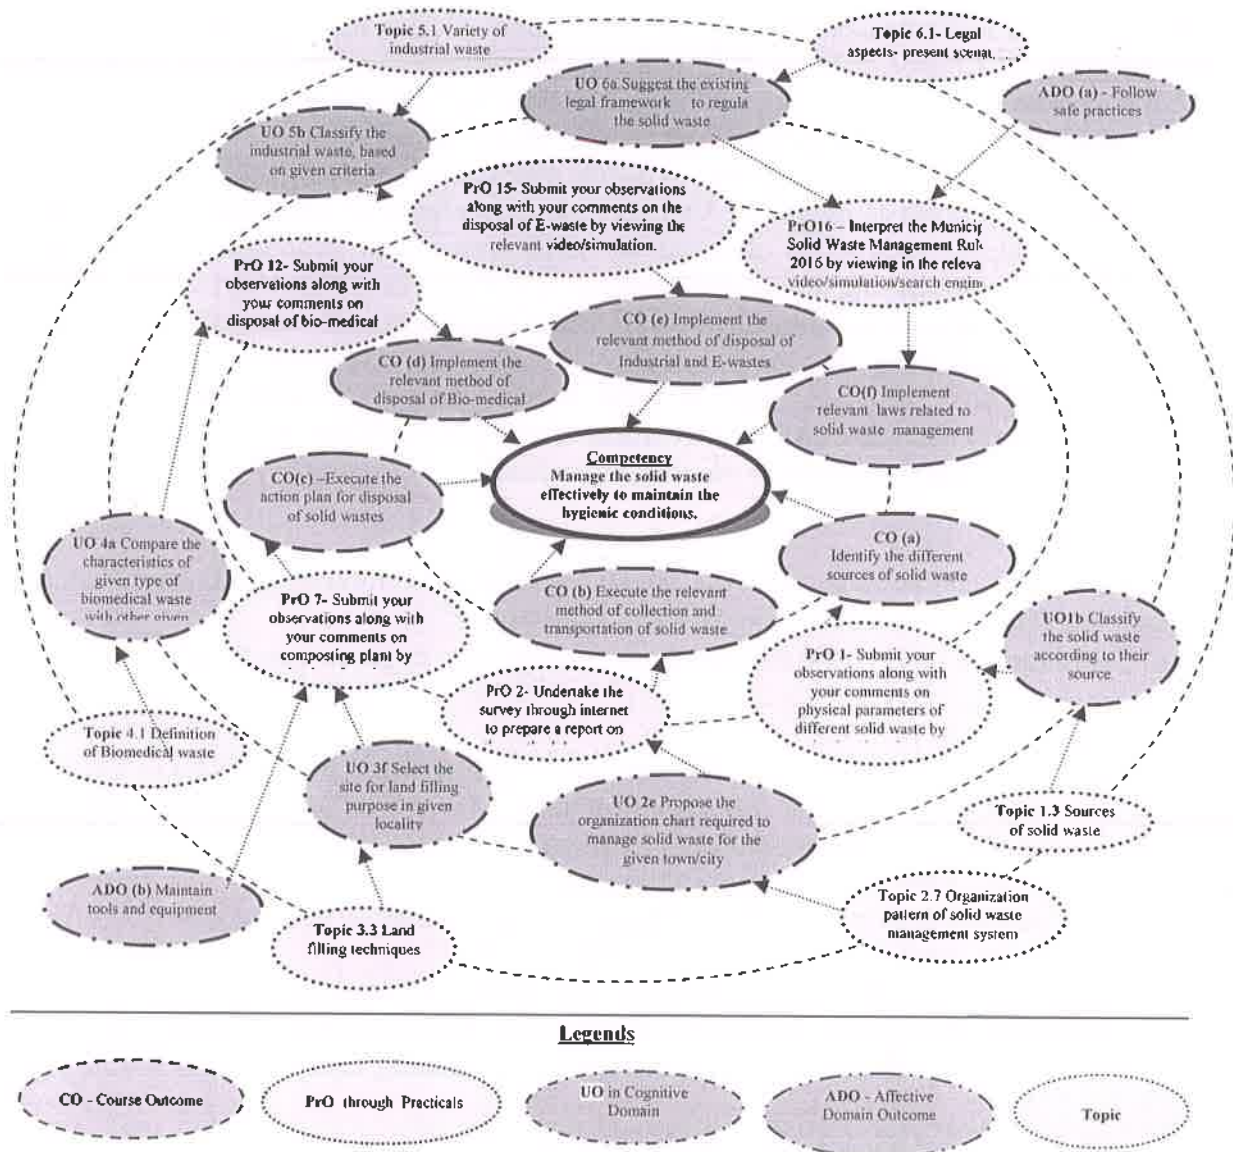 Topic 5.1 Variety of
industrial waste
Topic 6.1- Legal
aspects- present scenar
UO 6a Suggest the existing
legal framework to regula
the solid waste
ADO (a) - Follow
safe practices
UO 5b Classify the
industrial waste, based
on given criteria
PrO 15- Submit your observations
along with your comments on the
disposal of E-waste by viewing the
relevant video/simulation.
PrO16 – Interpret the Municip
Solid Waste Management Rul
2016 by viewing in the releva
video/simulation/search engin
PrO 12- Submit your
observations along with
your comments on
disposal of bio-medical
CO (e) Implement the
relevant method of disposal of
Industrial and E-wastes
CO (d) Implement the
relevant method of
disposal of Bio-medical
CO(f) Implement
relevant laws related to
solid waste management
Competency
Manage the solid waste
effectively to maintain the
hygienic conditions.
CO(c) –Execute the
action plan for disposal
of solid wastes
CO (a)
Identify the different
sources of solid waste
UO 4a Compare the
characteristics of
given type of
biomedical waste
with other given
CO (b) Execute the relevant
method of collection and
transportation of solid waste
PrO 7- Submit your
observations along with
your comments on
composting plant by
UO1b Classify
the solid waste
according to their
source
PrO 1- Submit your
observations along with
your comments on
physical parameters of
different solid waste by
PrO 2- Undertake the
survey through internet
to prepare a report on
Topic 4.1 Definition
of Biomedical waste
UO 3f Select the
site for land filling
purpose in given
locality
UO 2e Propose the
organization chart required to
manage solid waste for the
given town/city
Topic 1.3 Sources
of solid waste
ADO (b) Maintain
tools and equipment
Topic 3.3 Land
filling techniques
Topic 2.7 Organization
pattern of solid waste
management system
Legends
CO - Course Outcome
PrO through Practicals
UO in Cognitive
Domain
ADO - Affective
Domain Outcome
Topic